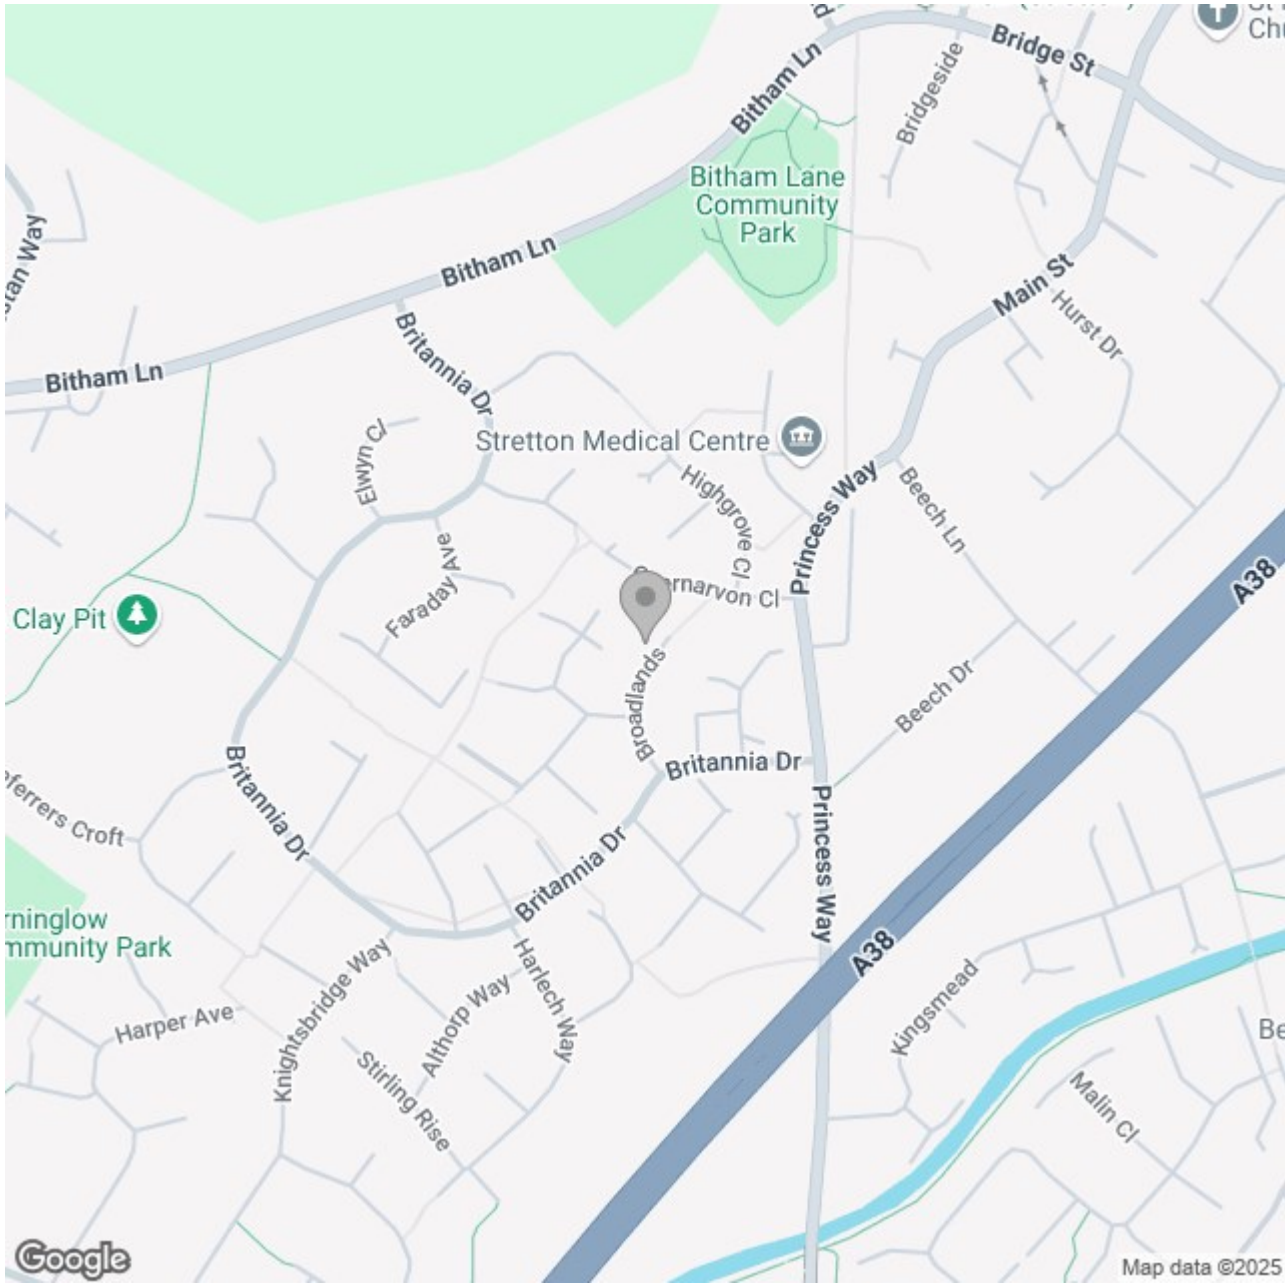 Bridge St
Bitham Ln
Bridgeside
Bitham Lane
Community
Park
Bitham Ln
Main St
Hurst Dr
Bitham Ln
Britannia Dr
Elwyn Cl
Stretton Medical Centre
Highgrove Cl
Princess Way
Beech Ln
A38
Faraday Ave
Clay Pit
Broadlands
Beech Dr
Britannia Dr
Britannia Dr
Princess Way
Britannia Dr
A38
Kingsmead
Harper Ave
Knightsbridge Way
Althorp Way
Harlech Way
Stirling Rise
Malin Cl
Google
Map data ©2025